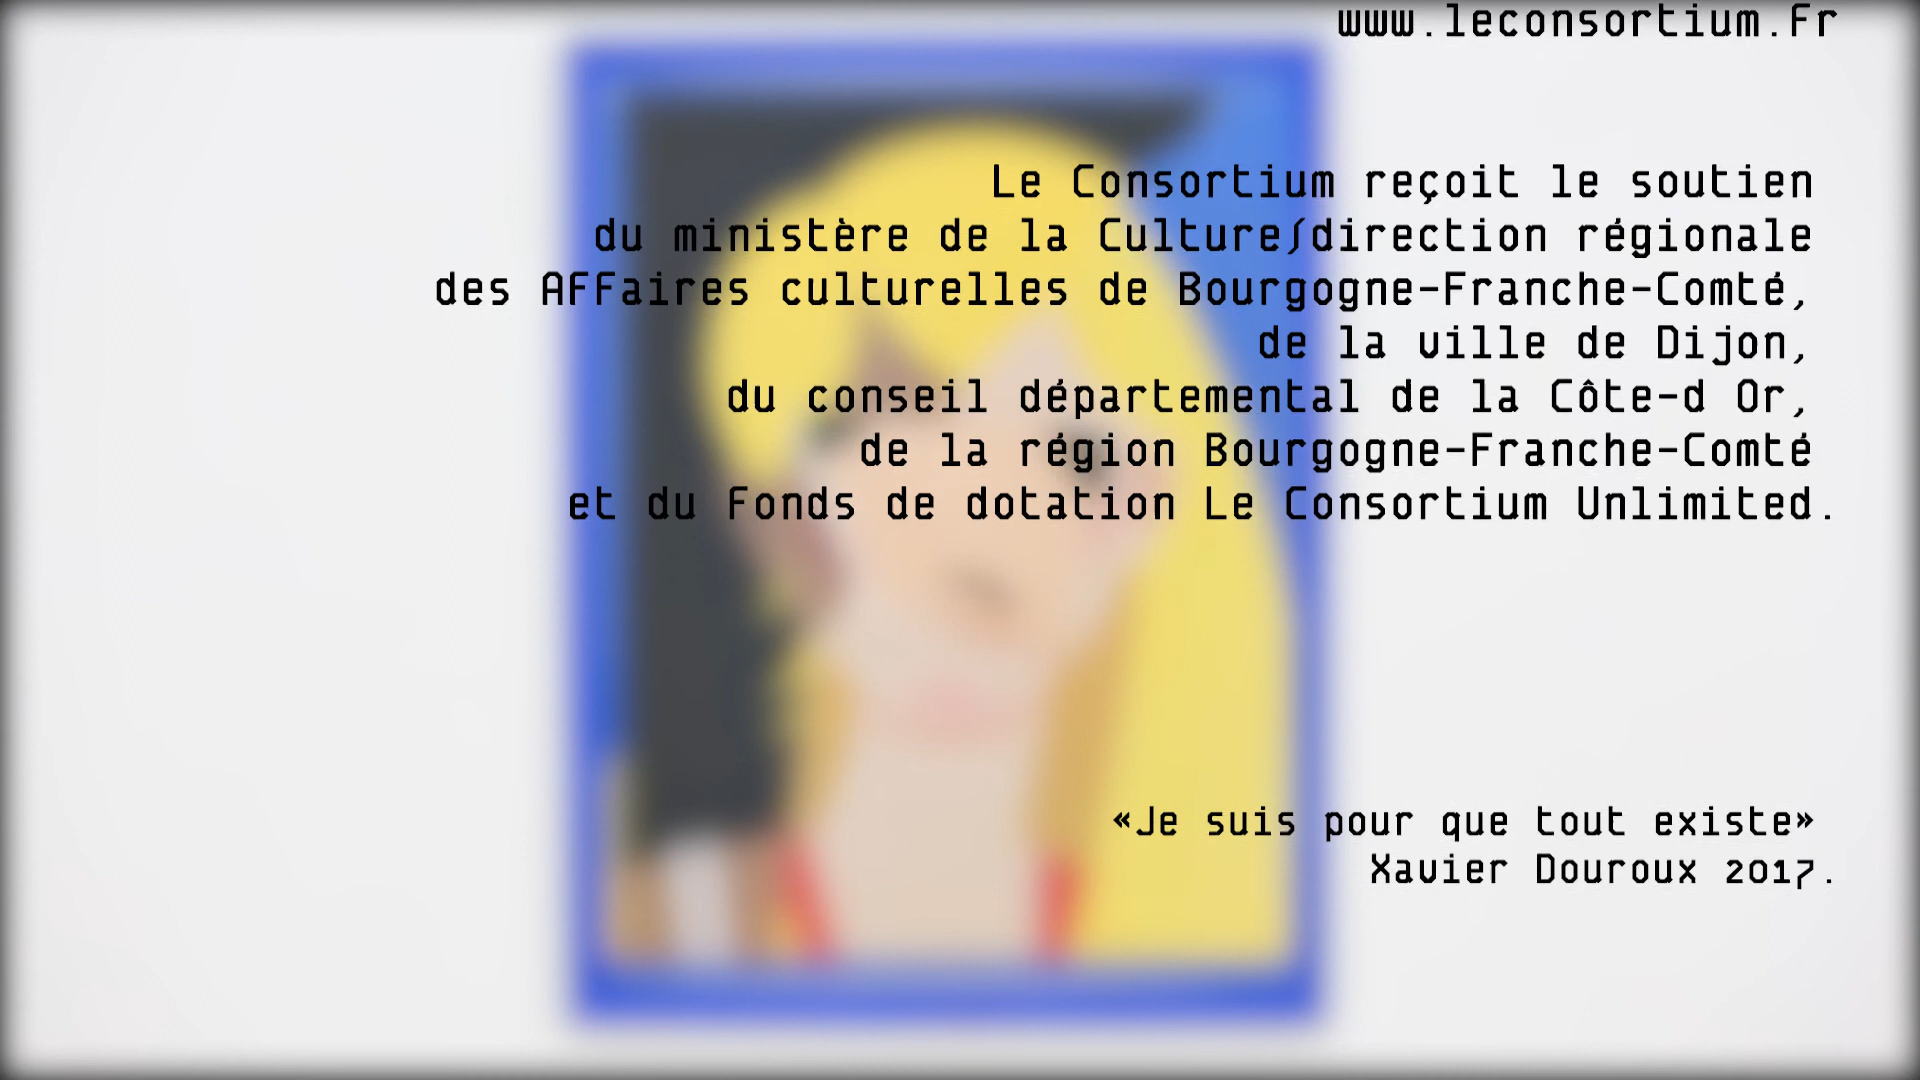 www.leconsortium.fr
Le Consortium reçoit le soutien
du ministère de la Culture/direction régionale
des Affaires culturelles de Bourgogne-Franche-Comté,
de la ville de Dijon,
du conseil départemental de la Côte-d Or,
de la région Bourgogne-Franche-Comté
et du Fonds de dotation Le Consortium Unlimited.
«Je suis pour que tout existe»
Xavier Douroux 2017.